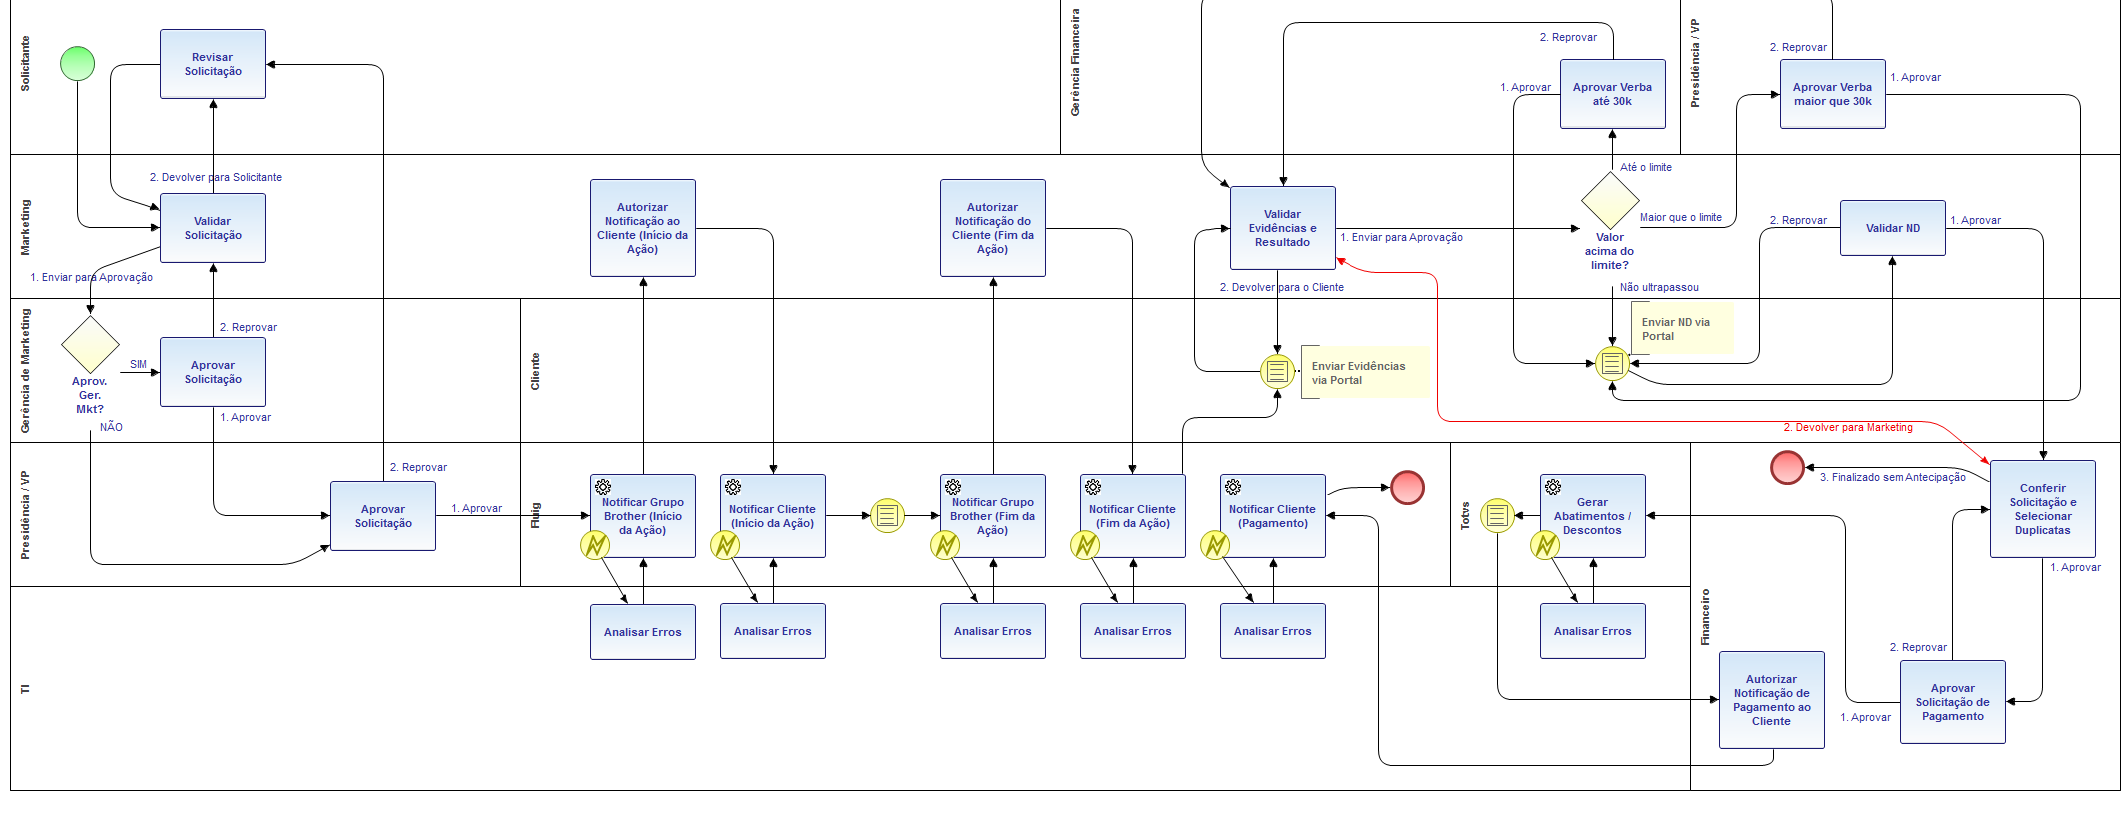 Solicitante
Revisar
Solicitação
2. Devolver para Solicitante
Gerência Financeira
2. Reprovar
1. Aprovar
Aprovar Verba
até 30k
Presidência / VP
2. Reprovar
1. Aprovar
Aprovar Verba
maior que 30k
Marketing
Validar
Solicitação
1. Enviar para Aprovação
Autorizar
Notificação ao
Cliente (Início da
Ação)
Autorizar
Notificação do
Cliente (Fim da
Ação)
Validar
Evidências e
Resultado
1. Enviar para Aprovação
2. Devolver para o Cliente
Até o limite
Maior que o limite
Valor
acima do
limite?
Não ultrapassou
2. Reprovar
Validar ND
1. Aprovar
Gerência de Marketing
Aprov.
Ger.
Mkt?
SIM
NÃO
2. Reprovar
Aprovar
Solicitação
1. Aprovar
Cliente
Enviar Evidências
via Portal
Enviar ND via
Portal
2. Devolver para Marketing
Presidência / VP
2. Reprovar
Aprovar
Solicitação
1. Aprovar
Fluig
Notificar Grupo
Brother (Início
da Ação)
Notificar Cliente
(Início da Ação)
Notificar Grupo
Brother (Fim da
Ação)
Notificar Cliente
(Fim da Ação)
Notificar Cliente
(Pagamento)
Totvs
Gerar
Abatimentos /
Descontos
3. Finalizado sem Antecipação
Conferir
Solicitação e
Selecionar
Duplicatas
1. Aprovar
TI
Analisar Erros
Analisar Erros
Analisar Erros
Analisar Erros
Analisar Erros
Analisar Erros
Financeiro
Autorizar
Notificação de
Pagamento ao
Cliente
2. Reprovar
1. Aprovar
Aprovar
Solicitação de
Pagamento